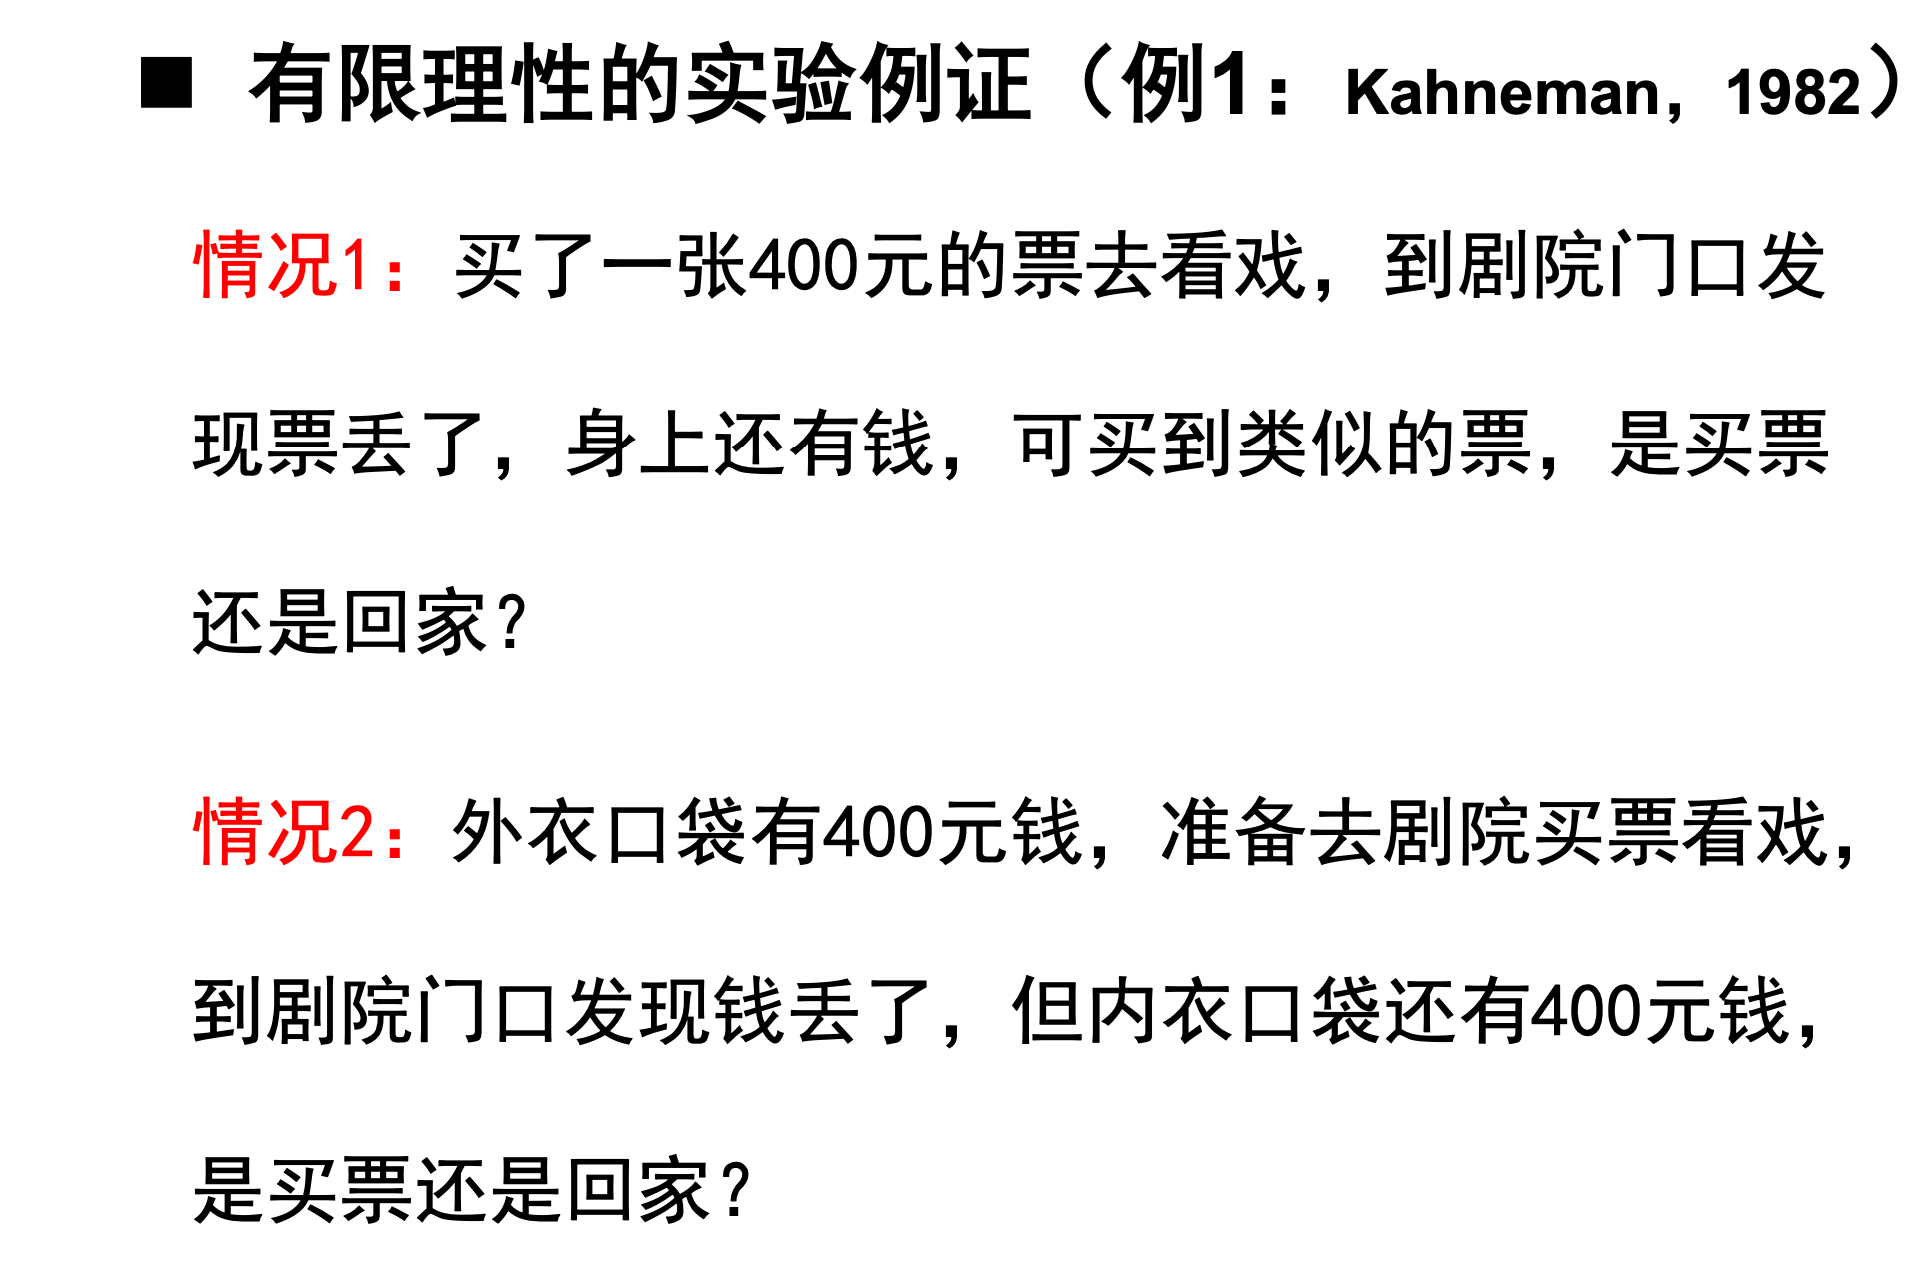 ■ 有限理性的实验例证（例1：Kahneman，1982）
情况1：买了一张400元的票去看戏，到剧院门口发
现票丢了，身上还有钱，可买到类似的票，是买票
还是回家？
情况2：外衣口袋有400元钱，准备去剧院买票看戏，
到剧院门口发现钱丢了，但内衣口袋还有400元钱，
是买票还是回家？